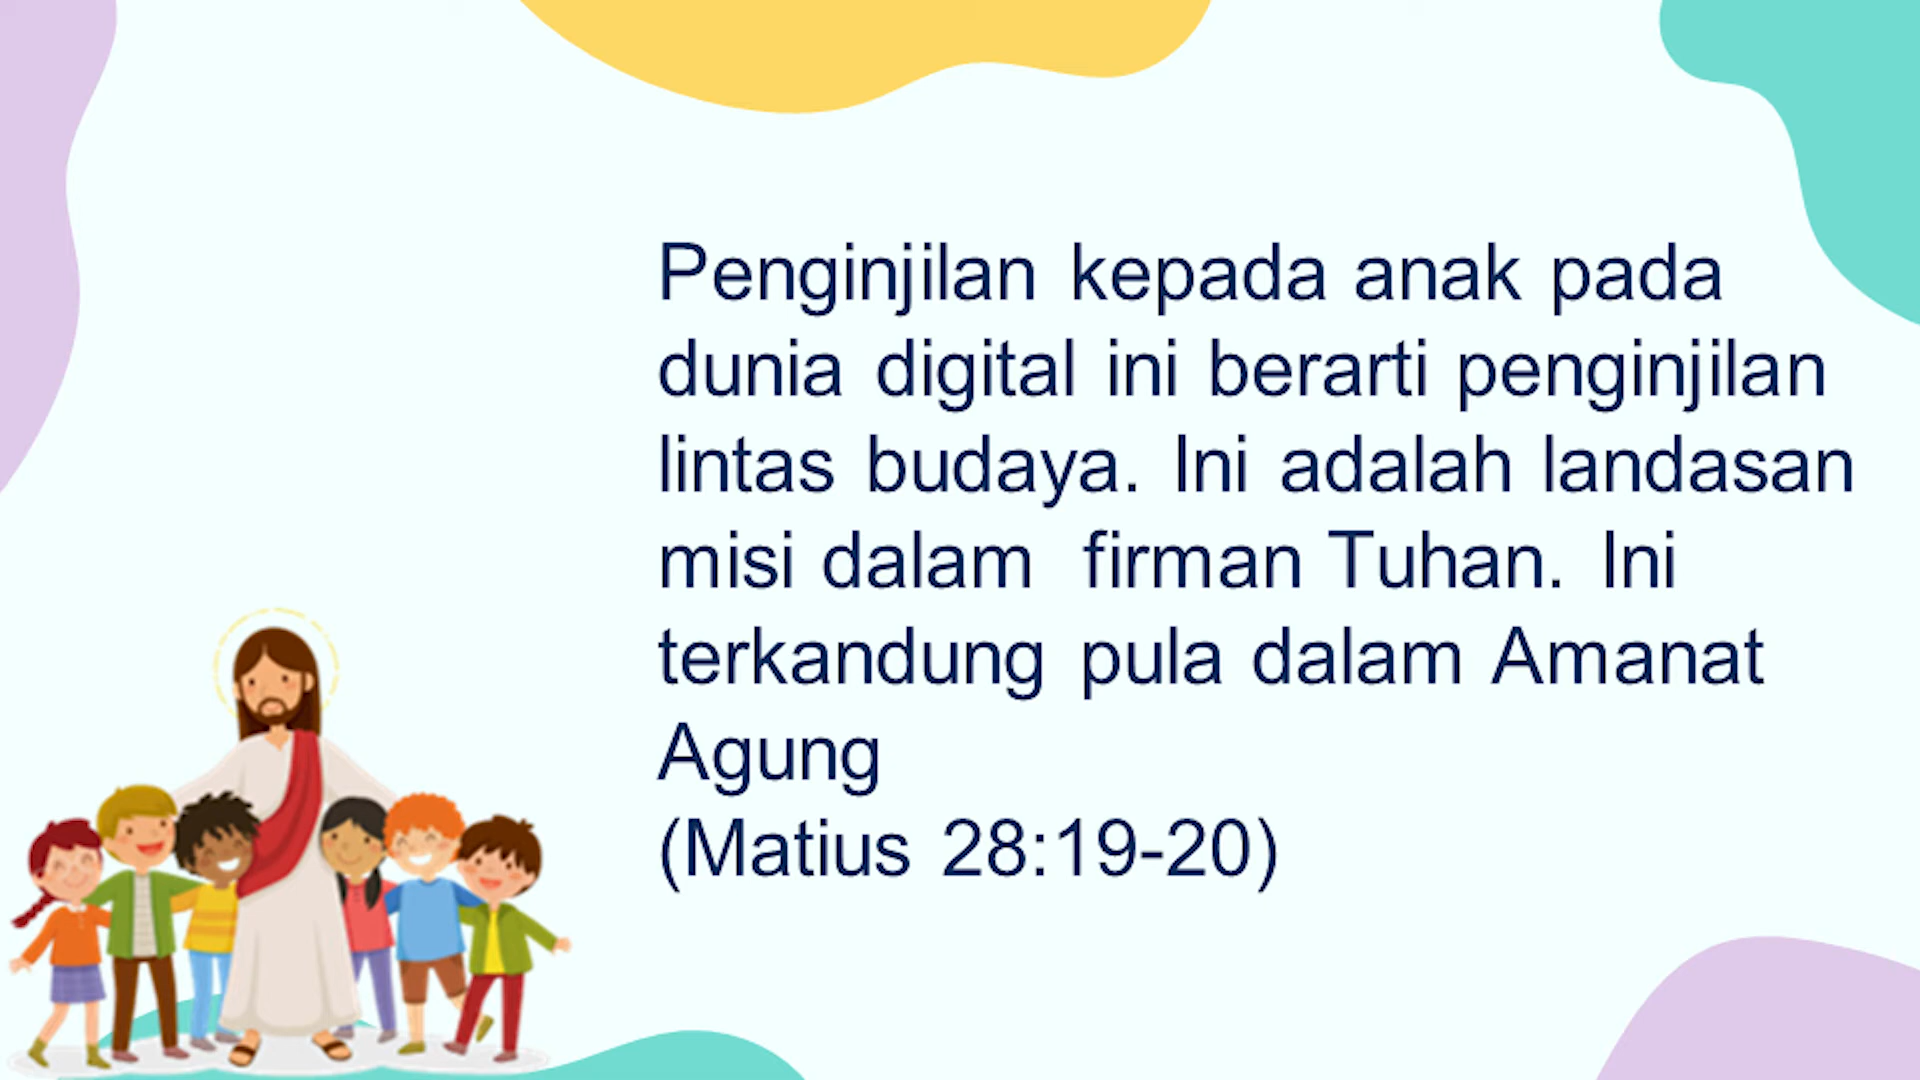 Penginjilan kepada anak pada
dunia digital ini berarti penginjilan
lintas budaya. Ini adalah landasan
misi dalam firman Tuhan. Ini
terkandung pula dalam Amanat
Agung
(Matius 28:19-20)